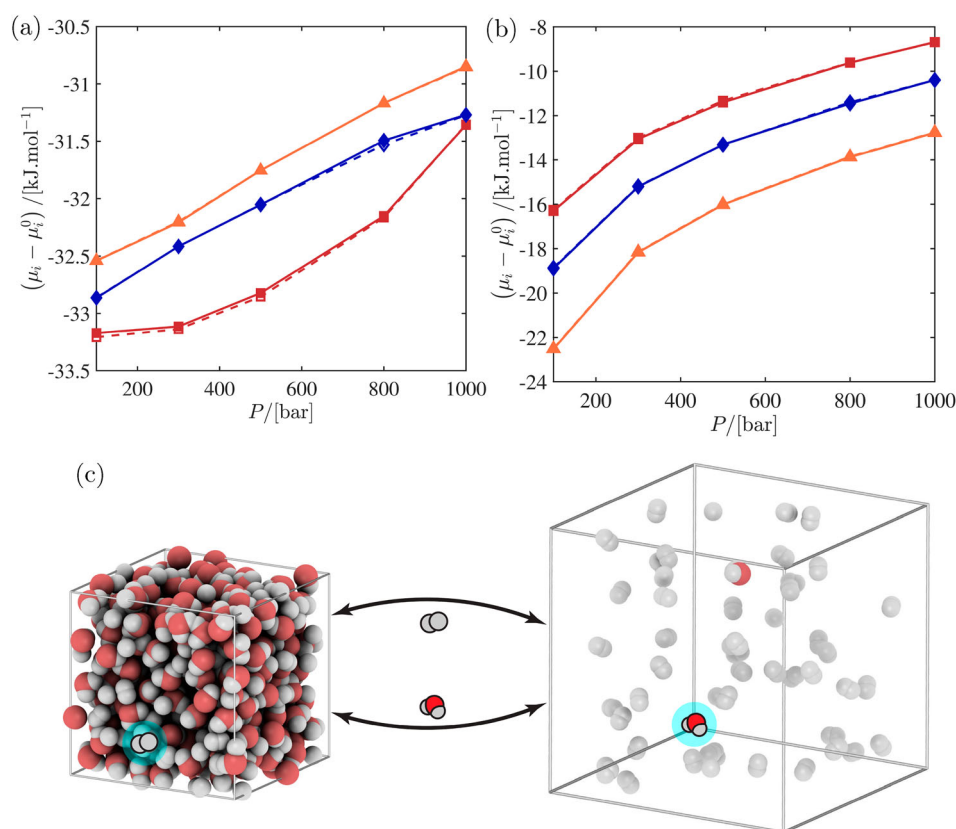 (a)
-30.5
-31
-31.5
-32
-32.5
-33
-33.5
(μᵢ − μᵢ⁰) /[kJ.mol⁻¹]
200 400 600 800 1000
P/[bar]
(b)
-8
-10
-12
-14
-16
-18
-20
-22
-24
(μᵢ − μᵢ⁰) /[kJ.mol⁻¹]
200 400 600 800 1000
P/[bar]
(c)